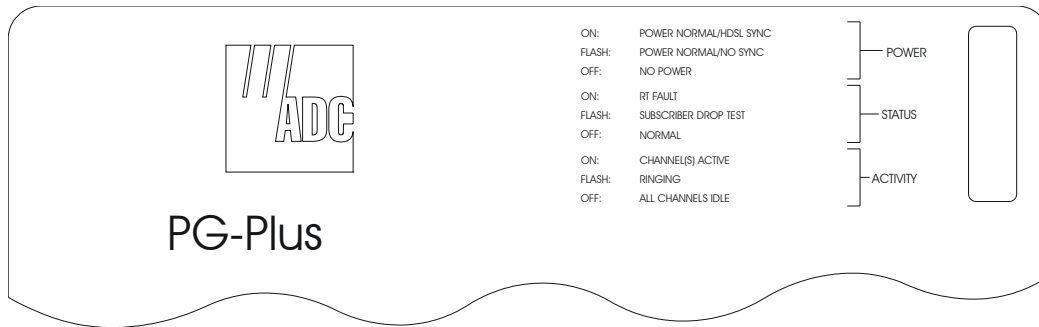 ADC
PG-Plus
ON: POWER NORMAL/HDSL SYNC
FLASH: POWER NORMAL/NO SYNC
OFF: NO POWER
POWER
ON: RT FAULT
FLASH: SUBSCRIBER DROP TEST
OFF: NORMAL
STATUS
ON: CHANNEL(S) ACTIVE
FLASH: RINGING
OFF: ALL CHANNELS IDLE
ACTIVITY